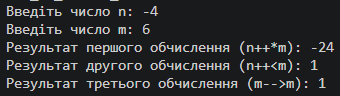 Введіть число n: -4
Введіть число m: 6
Результат першого обчислення (n++*m): -24
Результат другого обчислення (n++<m): 1
Результат третього обчислення (m-->m): 1